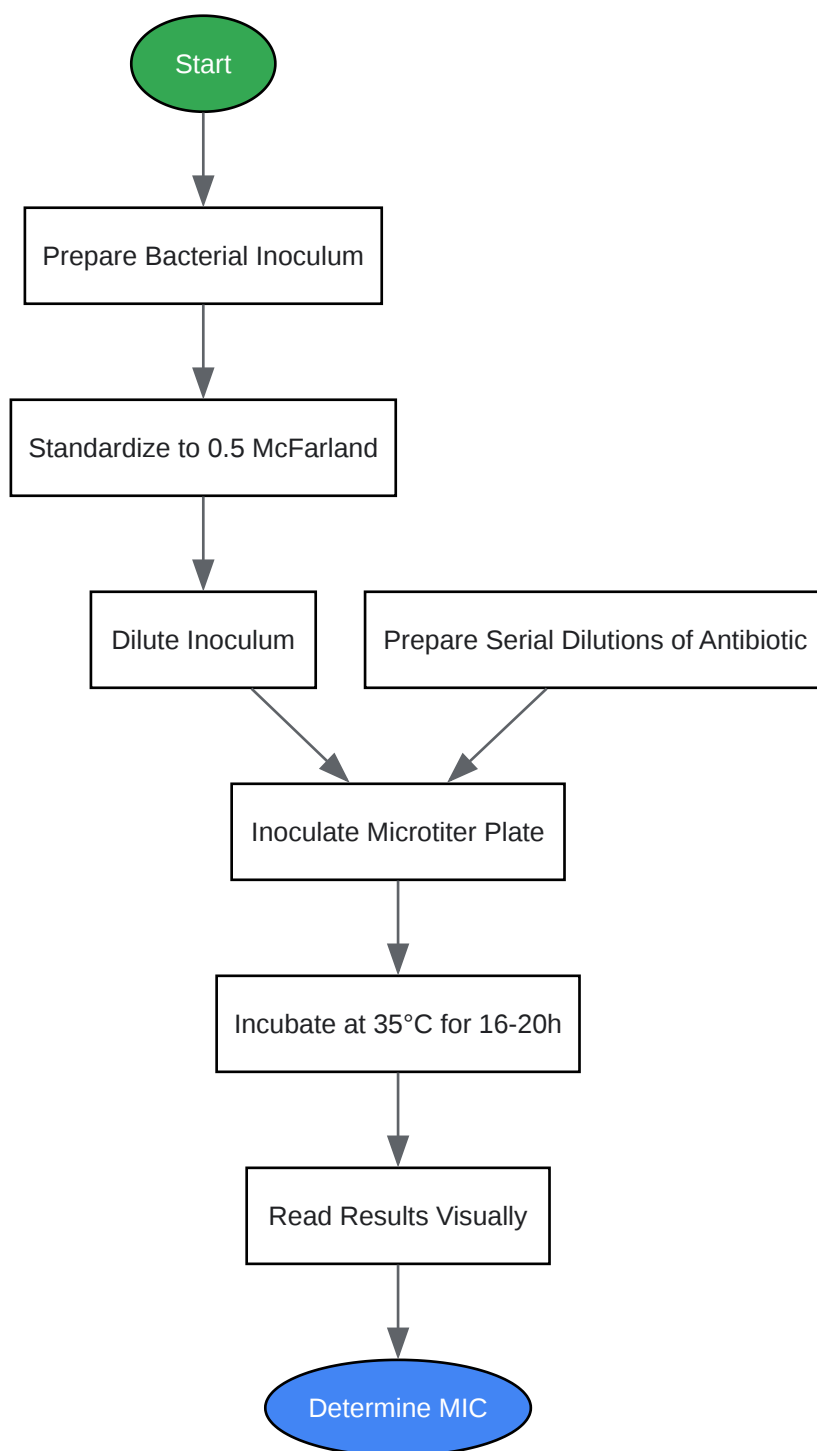 Start
Prepare Bacterial Inoculum
Standardize to 0.5 McFarland
Dilute Inoculum
Prepare Serial Dilutions of Antibiotic
Inoculate Microtiter Plate
Incubate at 35°C for 16-20h
Read Results Visually
Determine MIC